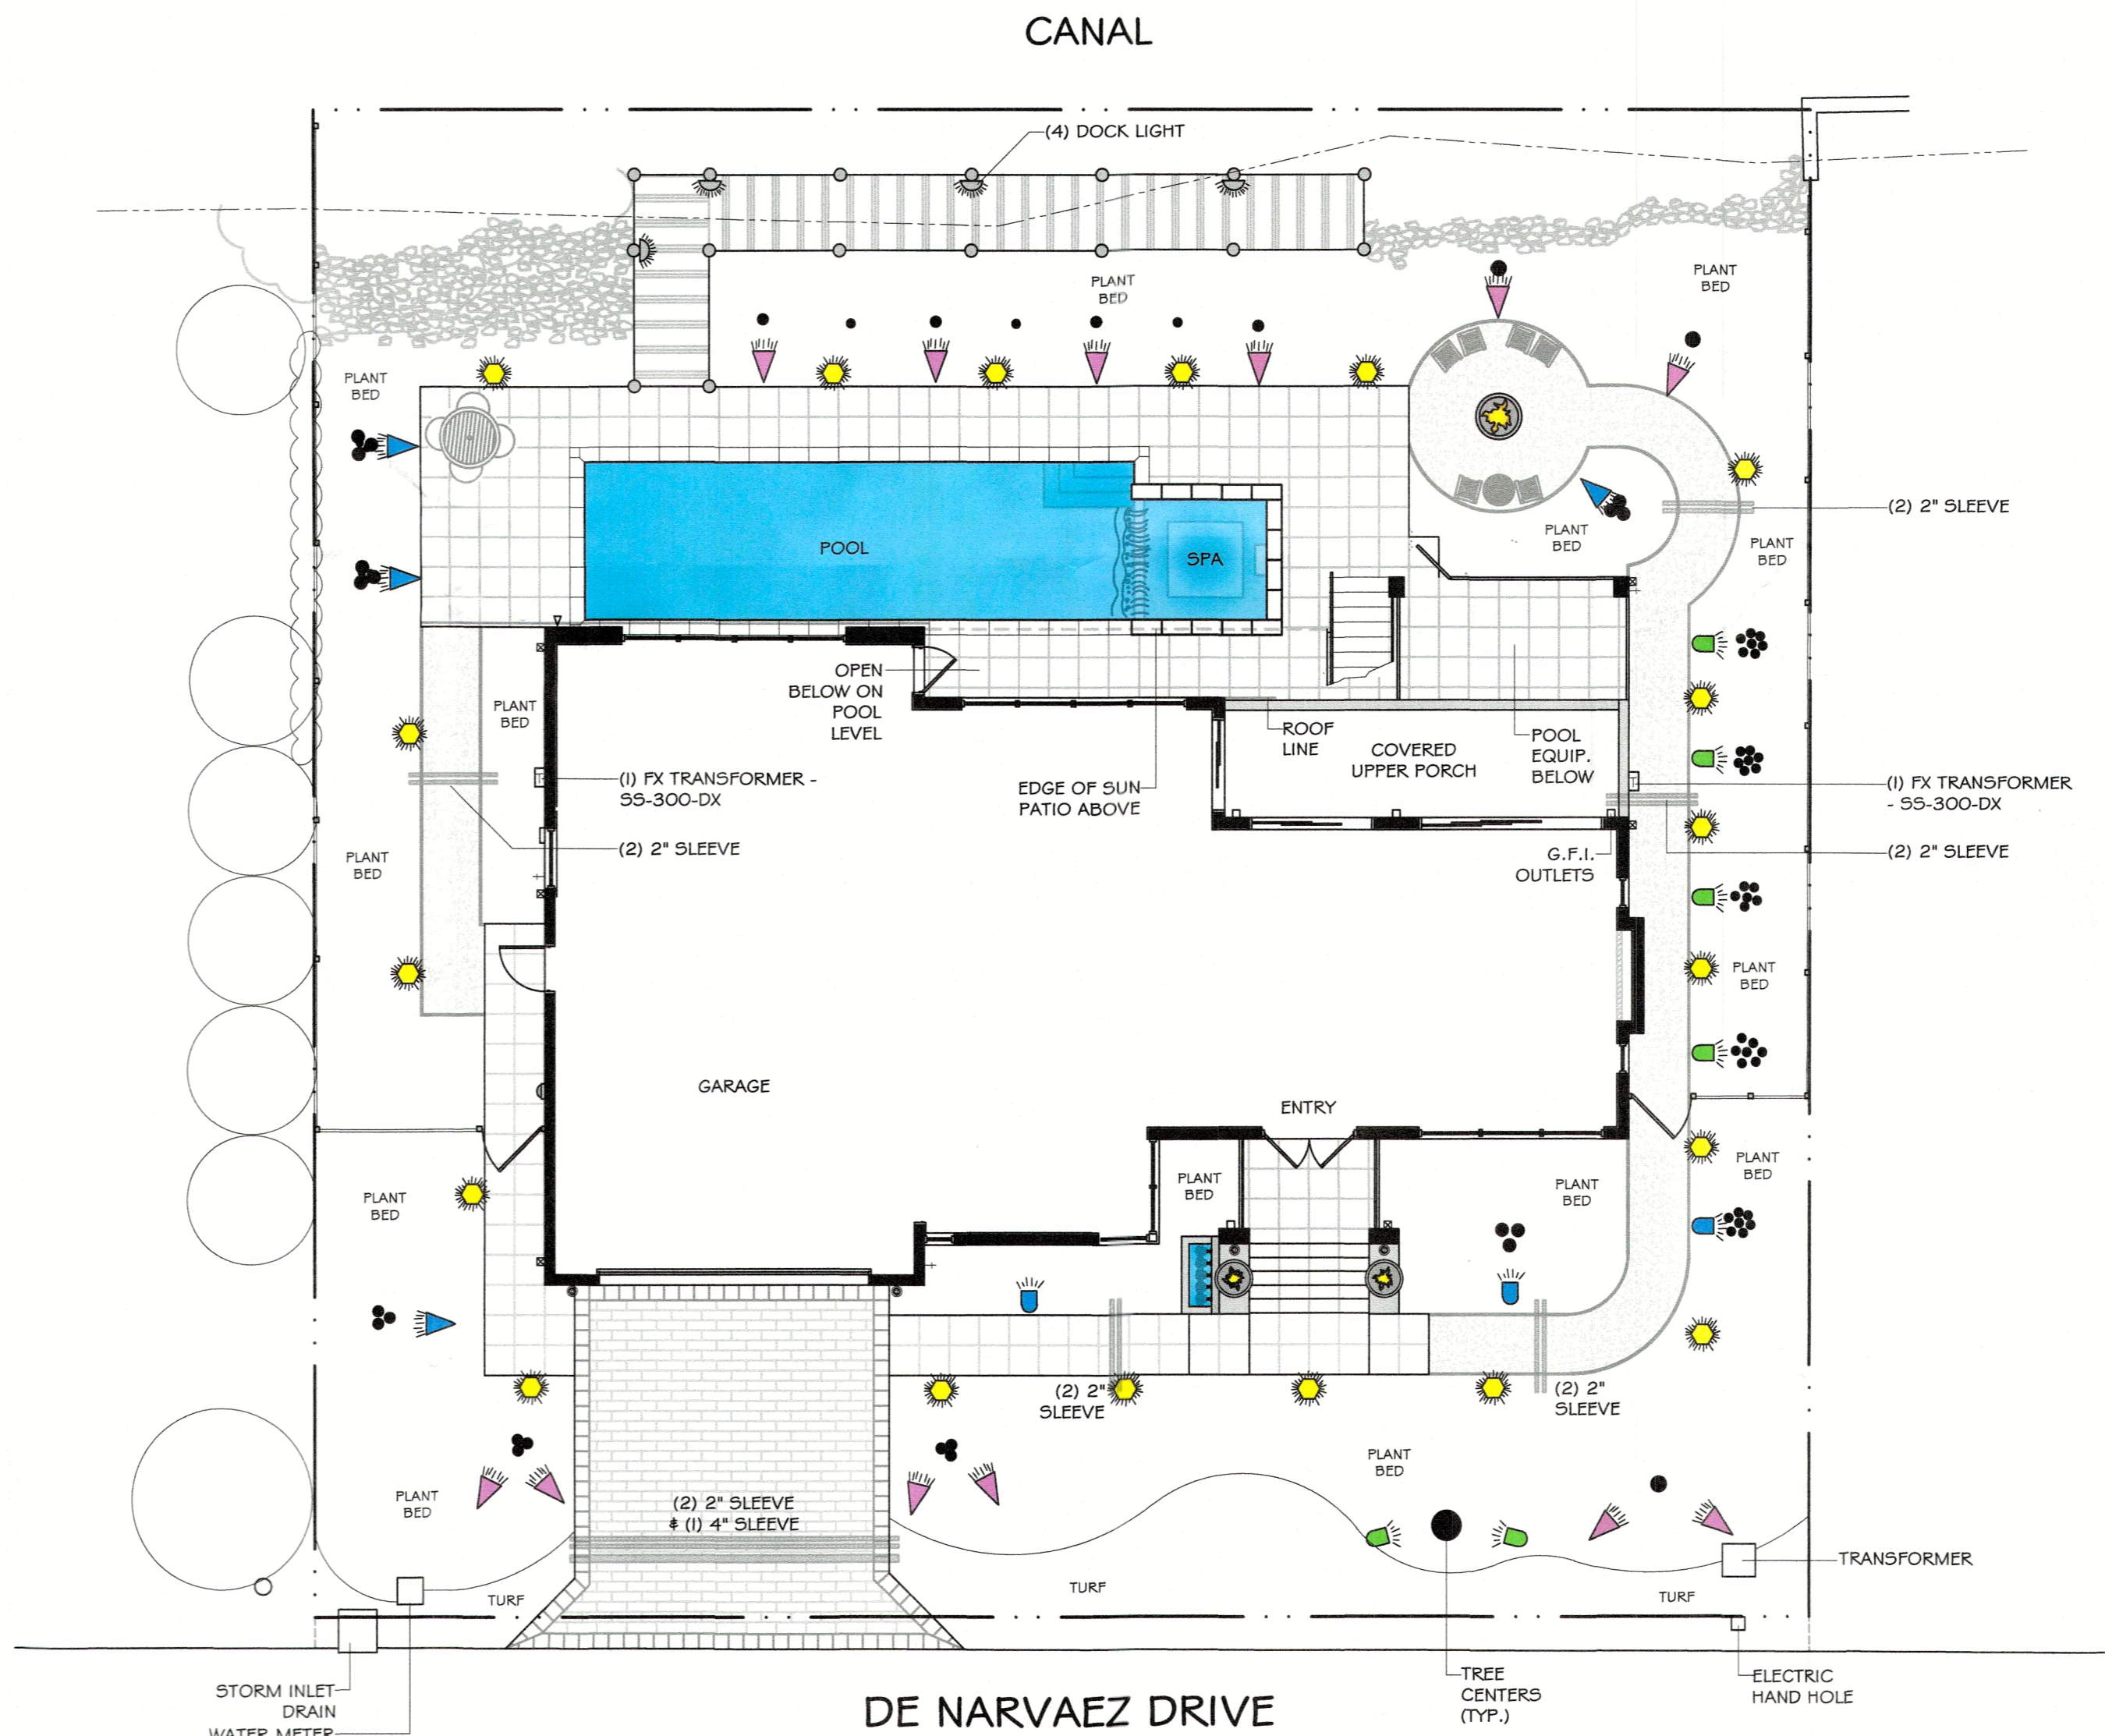 CANAL
(4) DOCK LIGHT
PLANT
BED
PLANT
BED
PLANT
BED
(2) 2" SLEEVE
PLANT
BED
PLANT
BED
POOL
SPA
OPEN
BELOW ON
POOL
LEVEL
PLANT
BED
ROOF
LINE
COVERED
UPPER PORCH
POOL
EQUIP.
BELOW
(1) FX TRANSFORMER -
SS-300-DX
EDGE OF SUN
PATIO ABOVE
(1) FX TRANSFORMER
- SS-300-DX
(2) 2" SLEEVE
PLANT
BED
G.F.I.
OUTLETS
(2) 2" SLEEVE
PLANT
BED
GARAGE
ENTRY
PLANT
BED
PLANT
BED
PLANT
BED
PLANT
BED
(2) 2"
SLEEVE
(2) 2"
SLEEVE
PLANT
BED
PLANT
BED
(2) 2" SLEEVE
& (1) 4" SLEEVE
TRANSFORMER
TURF
TURF
TURF
STORM INLET
DRAIN
WATER METER
DE NARVAEZ DRIVE
TREE
CENTERS
(TYP.)
ELECTRIC
HAND HOLE